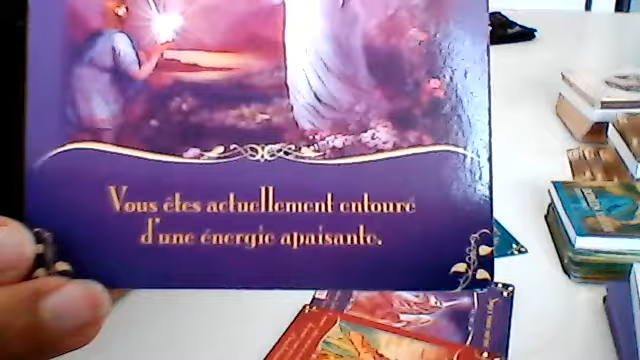 Vous êtes actuellement entouré
d'une énergie apaisante.